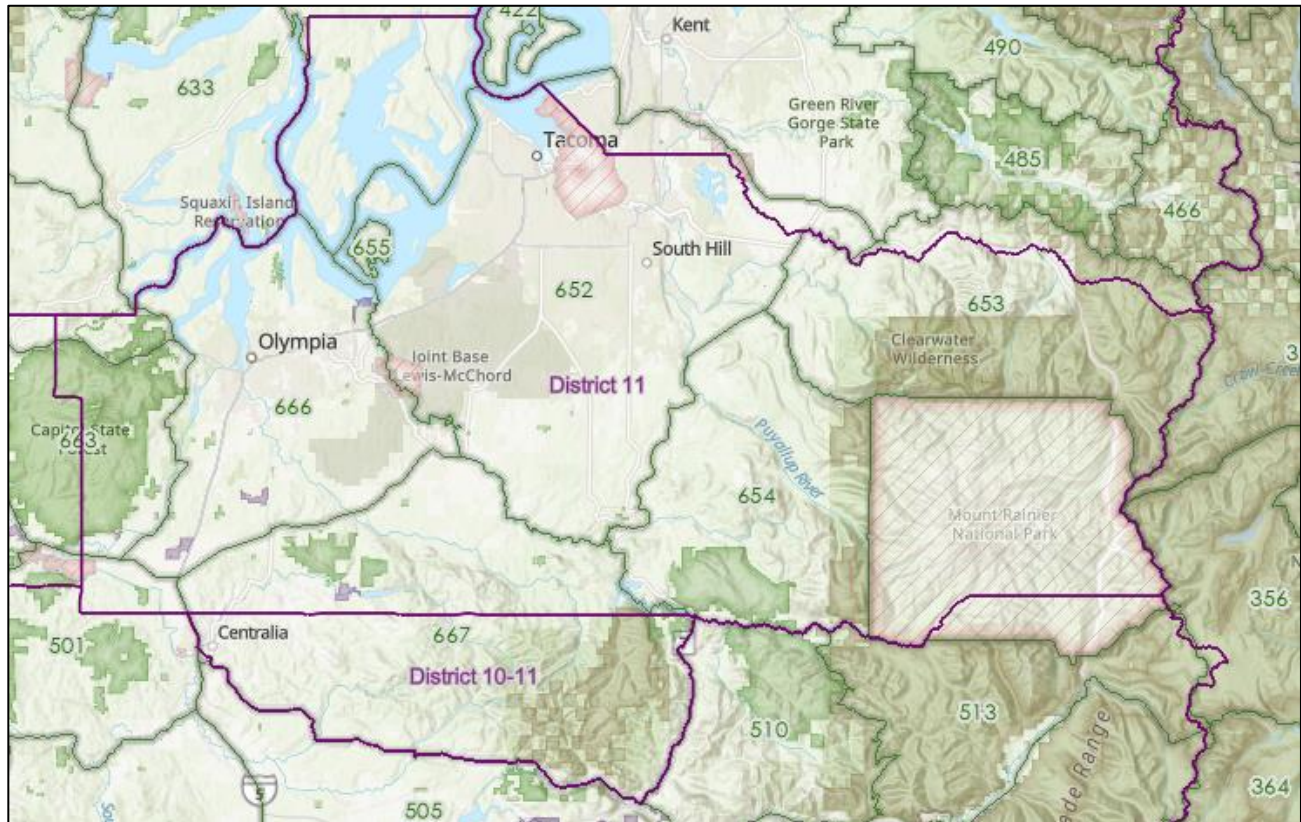 422
Kent
490
633
Green River
Gorge State
Park
Tacoma
485
Squaxin Island
Reservation
466
South Hill
655
652
653
Olympia
Clearwater
Wilderness
Joint Base
Lewis-McChord
District 11
666
Capitol State
Forest
663
Puyallup River
654
Mount Rainier
National Park
356
501
Centralia
667
District 10-11
513
510
5
505
364